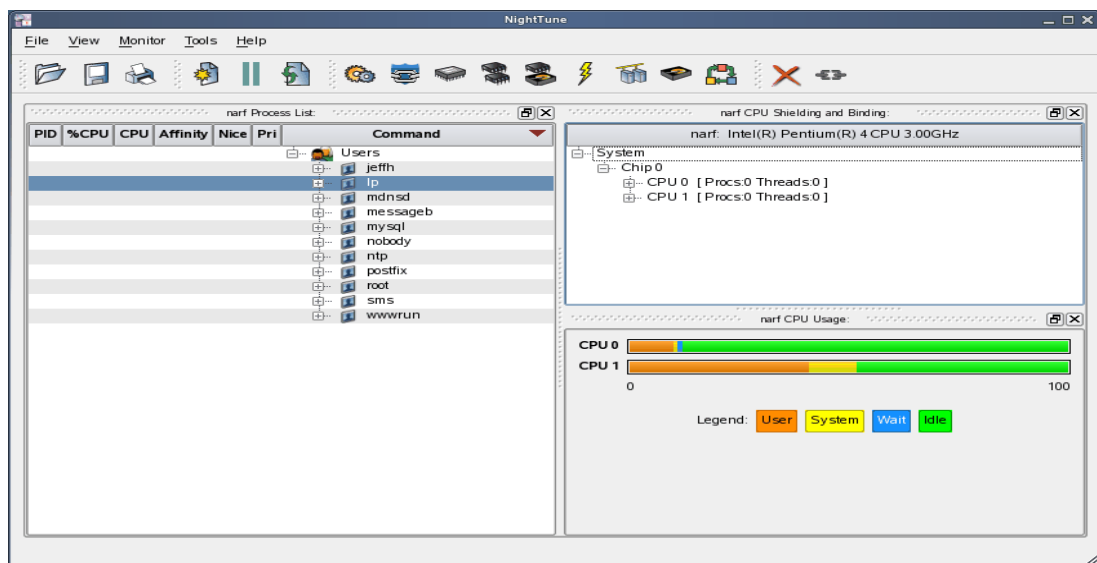 NightTune
File View Monitor Tools Help
narf Process List:
PID %CPU CPU Affinity Nice Pri Command
Users
jeffh
lp
mdnsd
messageb
mysql
nobody
ntp
postfix
root
sms
wwwrun
narf CPU Shielding and Binding:
narf: Intel(R) Pentium(R) 4 CPU 3.00GHz
System
Chip 0
CPU 0 [ Procs:0 Threads:0 ]
CPU 1 [ Procs:0 Threads:0 ]
narf CPU Usage:
CPU 0
CPU 1
0 100
Legend: User System Wait Idle